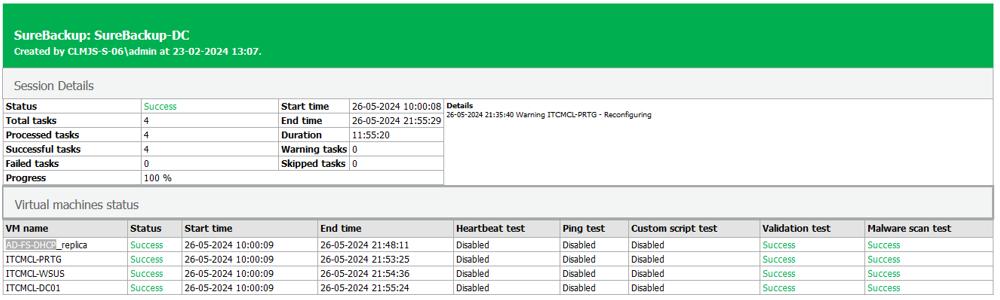 SureBackup: SureBackup-DC
Created by CLMJS-S-06\admin at 23-02-2024 13:07.
Session Details
Status Success Start time 26-05-2024 10:00:08 Details
Total tasks 4 End time 26-05-2024 21:55:29 26-05-2024 21:35:40 Warning ITCMCL-PRTG - Reconfiguring
Processed tasks 4 Duration 11:55:20
Successful tasks 4 Warning tasks 0
Failed tasks 0 Skipped tasks 0
Progress 100 %
Virtual machines status
VM name Status Start time End time Heartbeat test Ping test Custom script test Validation test Malware scan test
AD-FS-DHCP_replica Success 26-05-2024 10:00:09 26-05-2024 21:48:11 Disabled Disabled Disabled Success Success
ITCMCL-PRTG Success 26-05-2024 10:00:09 26-05-2024 21:53:25 Disabled Disabled Disabled Success Success
ITCMCL-WSUS Success 26-05-2024 10:00:09 26-05-2024 21:54:36 Disabled Disabled Disabled Success Success
ITCMCL-DC01 Success 26-05-2024 10:00:09 26-05-2024 21:55:24 Disabled Disabled Disabled Success Success